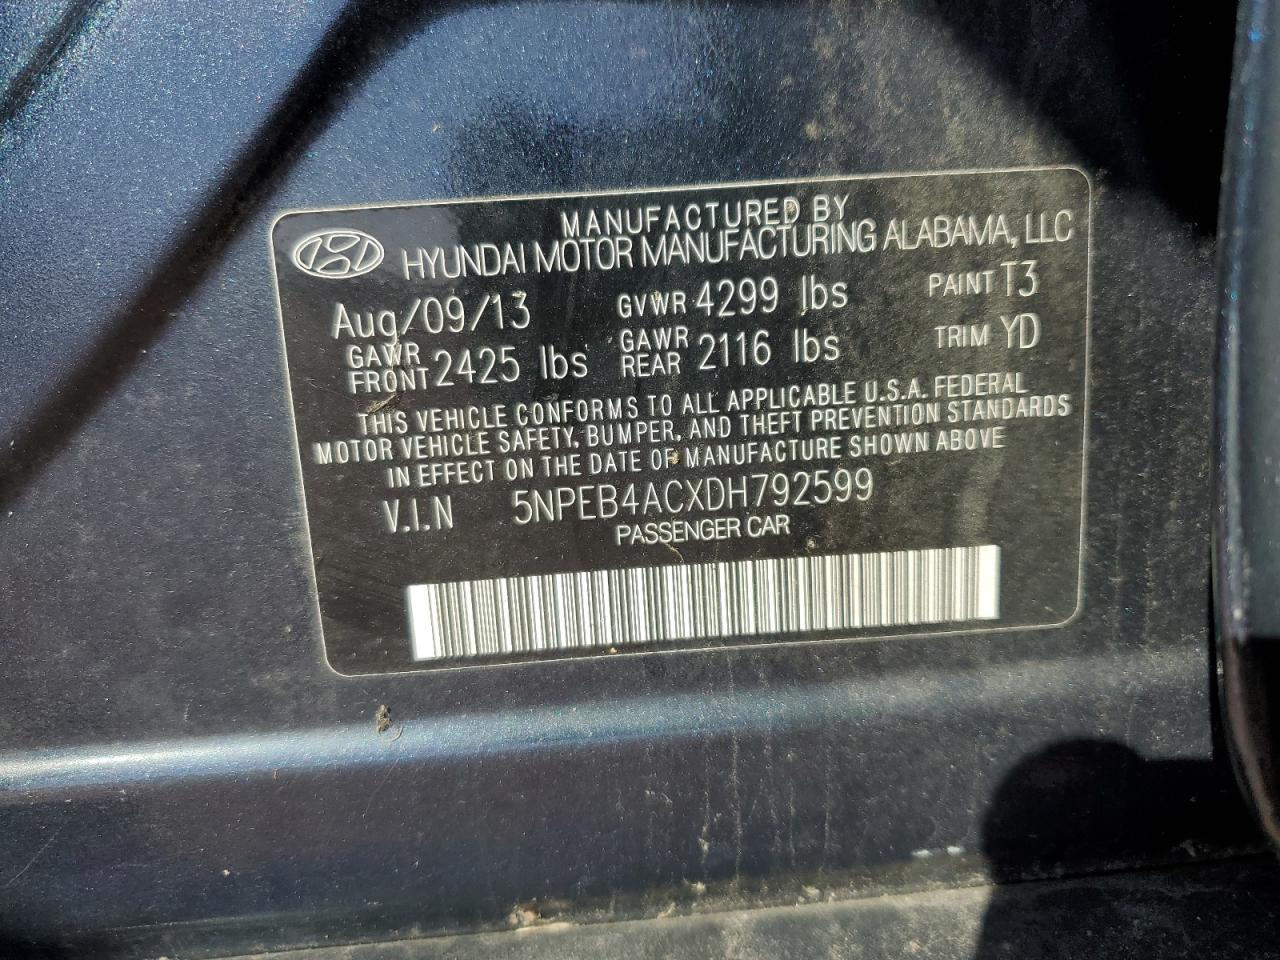 MANUFACTURED BY
HYUNDAI MOTOR MANUFACTURING ALABAMA, LLC
Aug/09/13 GVWR 4299 lbs PAINT T3
GAWR FRONT 2425 lbs GAWR REAR 2116 lbs TRIM YD
THIS VEHICLE CONFORMS TO ALL APPLICABLE U.S.A. FEDERAL
MOTOR VEHICLE SAFETY, BUMPER, AND THEFT PREVENTION STANDARDS
IN EFFECT ON THE DATE OF MANUFACTURE SHOWN ABOVE
V.I.N 5NPEB4ACXDH792599
PASSENGER CAR